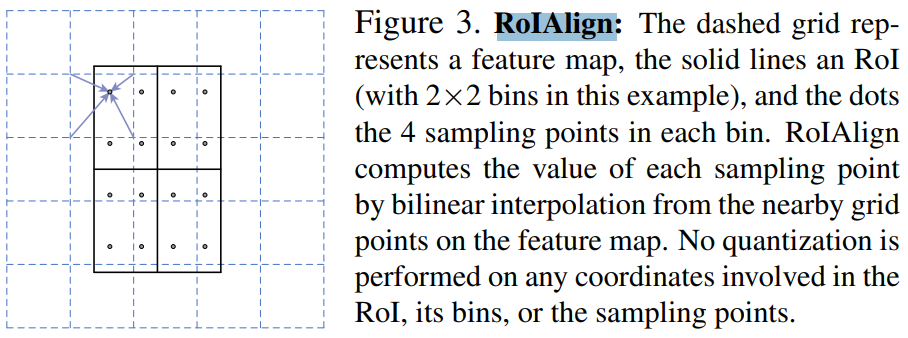 Figure 3. RoIAlign: The dashed grid rep-
resents a feature map, the solid lines an RoI
(with 2×2 bins in this example), and the dots
the 4 sampling points in each bin. RoIAlign
computes the value of each sampling point
by bilinear interpolation from the nearby grid
points on the feature map. No quantization is
performed on any coordinates involved in the
RoI, its bins, or the sampling points.